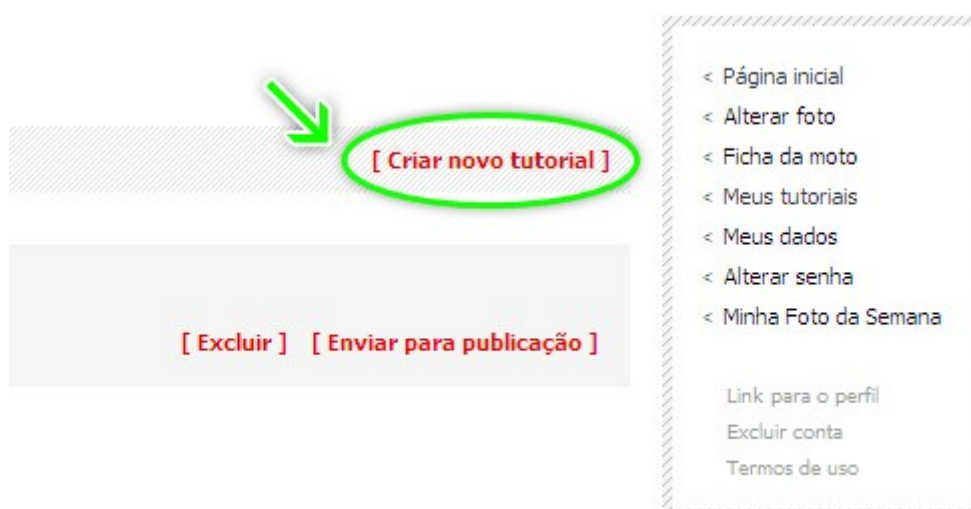 [ Criar novo tutorial ]
[ Excluir ] [ Enviar para publicação ]
< Página inicial
< Alterar foto
< Ficha da moto
< Meus tutoriais
< Meus dados
< Alterar senha
< Minha Foto da Semana
Link para o perfil
Excluir conta
Termos de uso